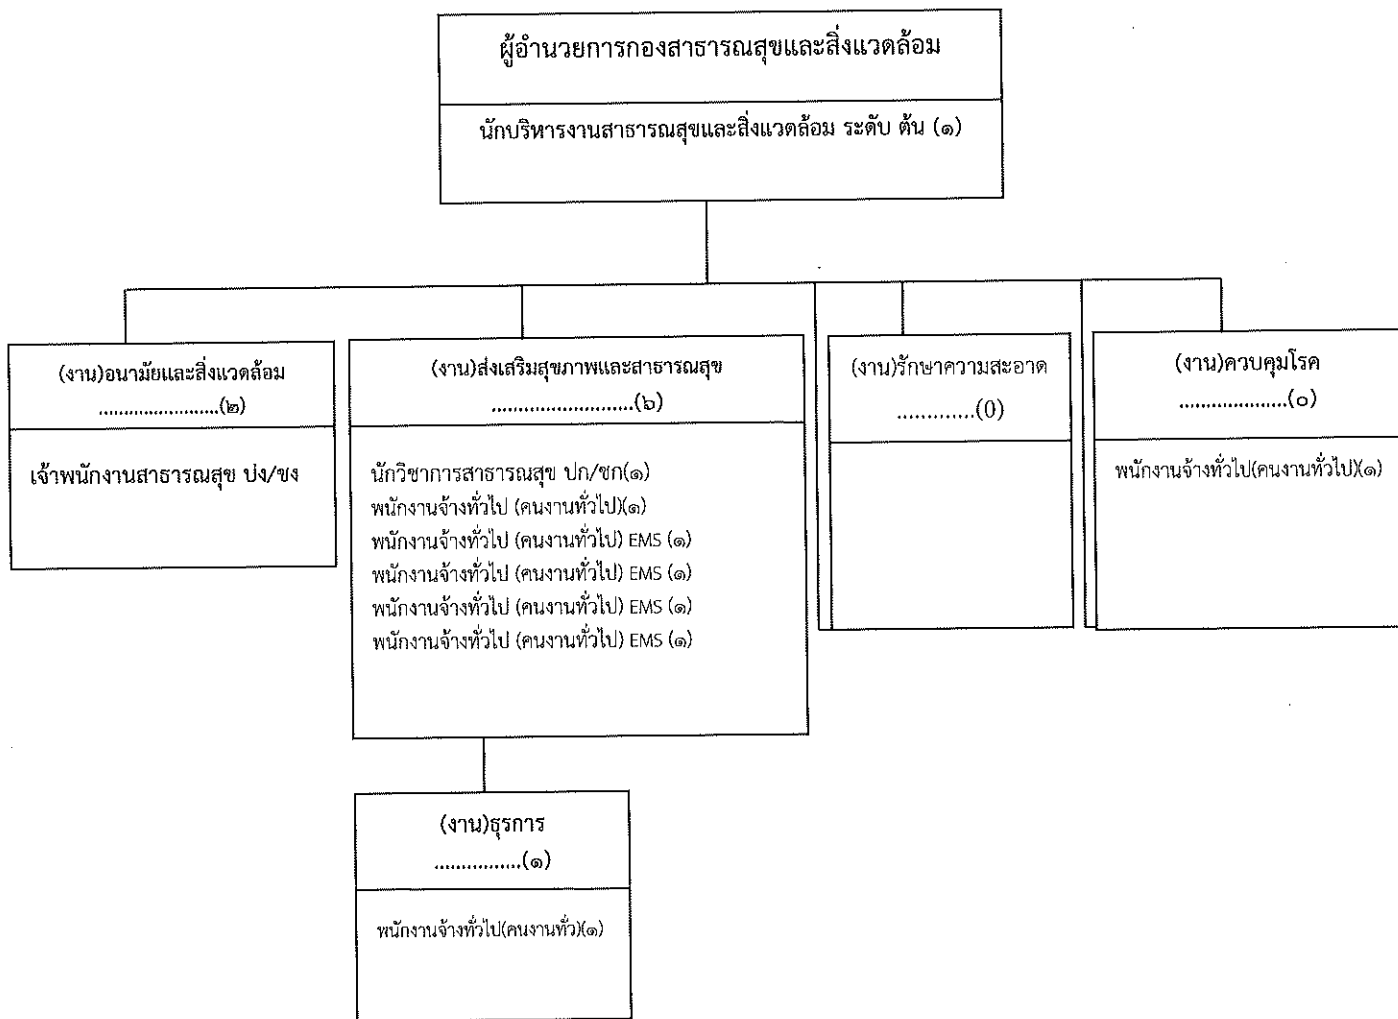 ผู้อำนวยการกองสาธารณสุขและสิ่งแวดล้อม
นักบริหารงานสาธารณสุขและสิ่งแวดล้อม ระดับ ต้น (๑)
(งาน)อนามัยและสิ่งแวดล้อม
.......................(๒)
เจ้าพนักงานสาธารณสุข ปง/ชง
(งาน)ส่งเสริมสุขภาพและสาธารณสุข
...........................(๖)
นักวิชาการสาธารณสุข ปก/ชก(๑)
พนักงานจ้างทั่วไป (คนงานทั่วไป)(๑)
พนักงานจ้างทั่วไป (คนงานทั่วไป) EMS (๑)
พนักงานจ้างทั่วไป (คนงานทั่วไป) EMS (๑)
พนักงานจ้างทั่วไป (คนงานทั่วไป) EMS (๑)
พนักงานจ้างทั่วไป (คนงานทั่วไป) EMS (๑)
(งาน)รักษาความสะอาด
.............(0)
(งาน)ควบคุมโรค
....................(๐)
พนักงานจ้างทั่วไป(คนงานทั่วไป)(๑)
(งาน)ธุรการ
................(๑)
พนักงานจ้างทั่วไป(คนงานทั่ว)(๑)